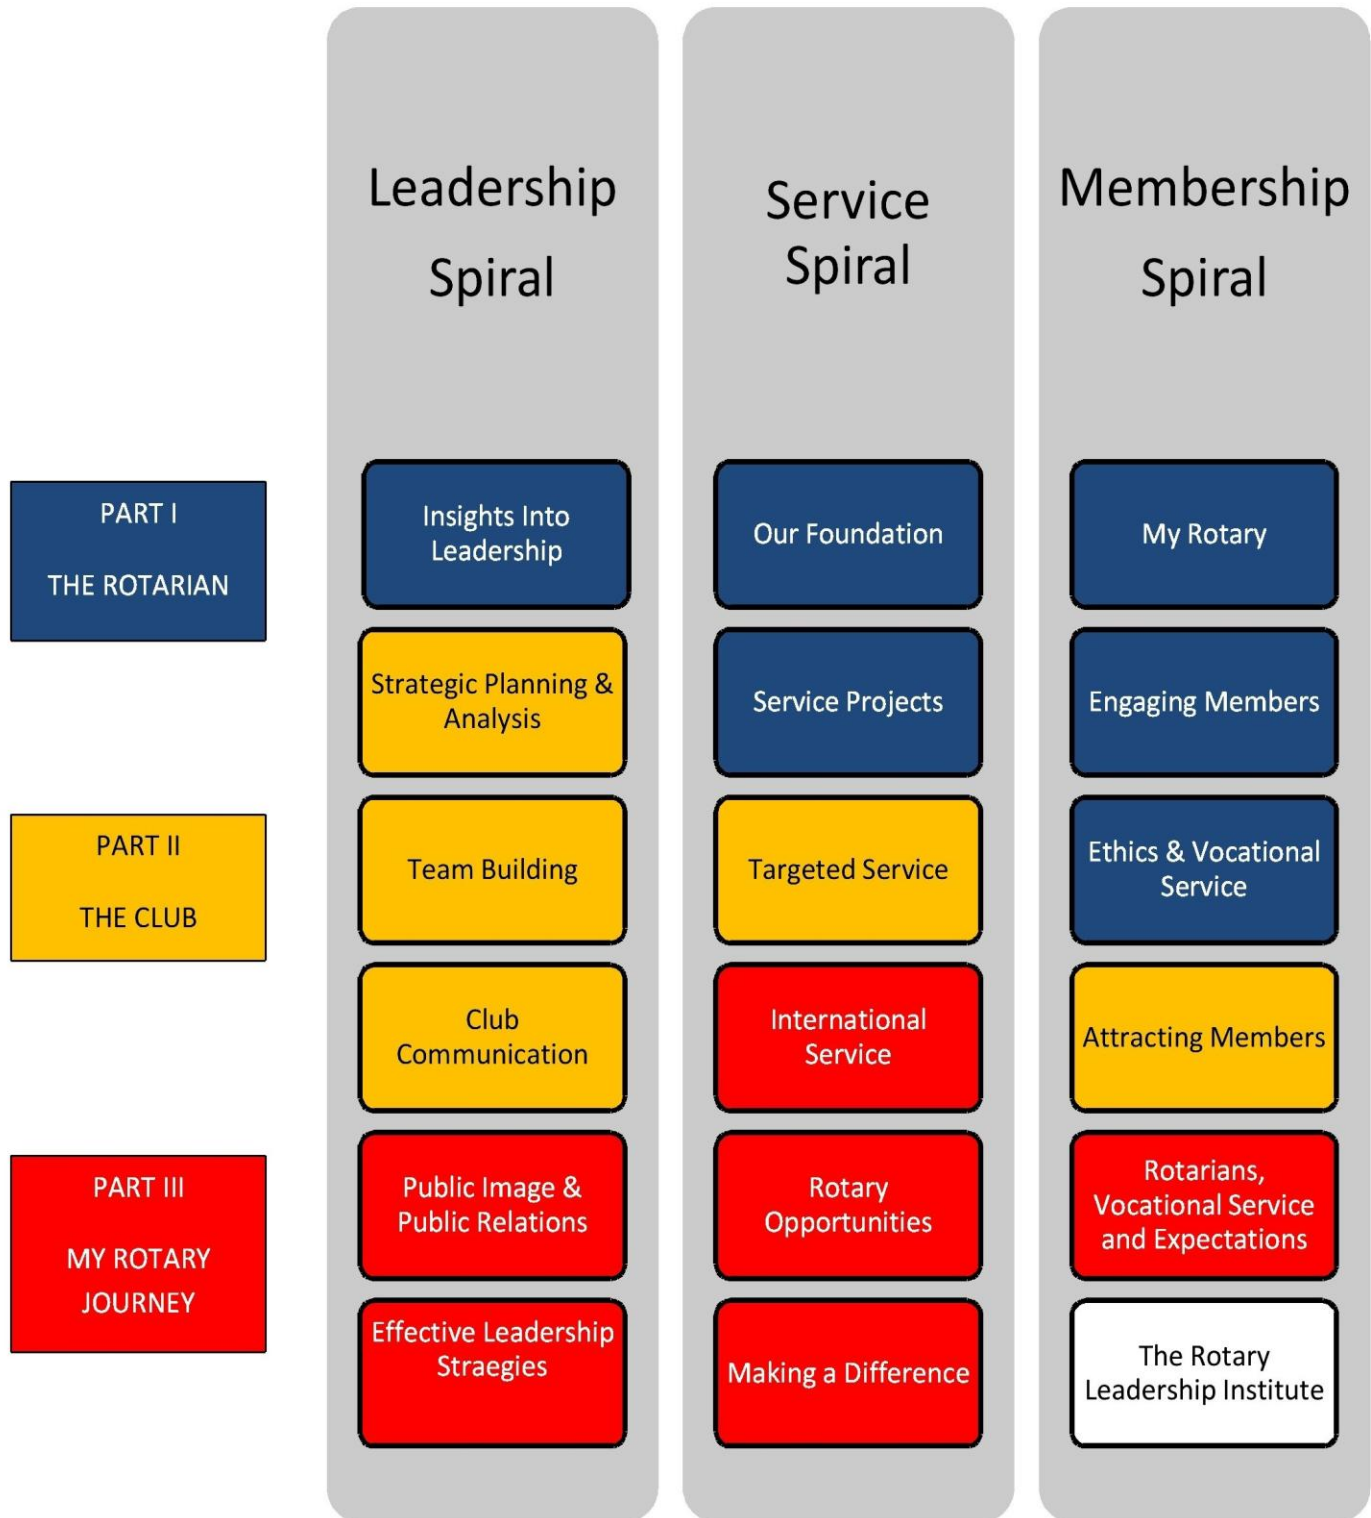 Leadership
Spiral
Service
Spiral
Membership
Spiral
PART I
THE ROTARIAN
Insights Into
Leadership
Our Foundation
My Rotary
Strategic Planning &
Analysis
Service Projects
Engaging Members
PART II
THE CLUB
Team Building
Targeted Service
Ethics & Vocational
Service
Club
Communication
International
Service
Attracting Members
PART III
MY ROTARY
JOURNEY
Public Image &
Public Relations
Rotary
Opportunities
Rotarians,
Vocational Service
and Expectations
Effective Leadership
Straegies
Making a Difference
The Rotary
Leadership Institute